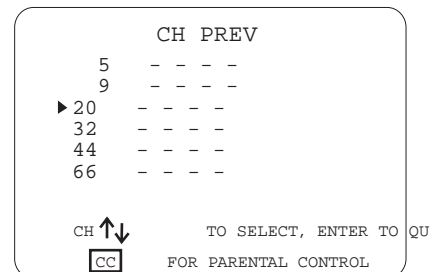 CH PREV
5 - - - -
9 - - - -
▶ 20 - - - -
32 - - - -
44 - - - -
66 - - - -
CH ↑↓ TO SELECT, ENTER TO QU
CC FOR PARENTAL CONTROL